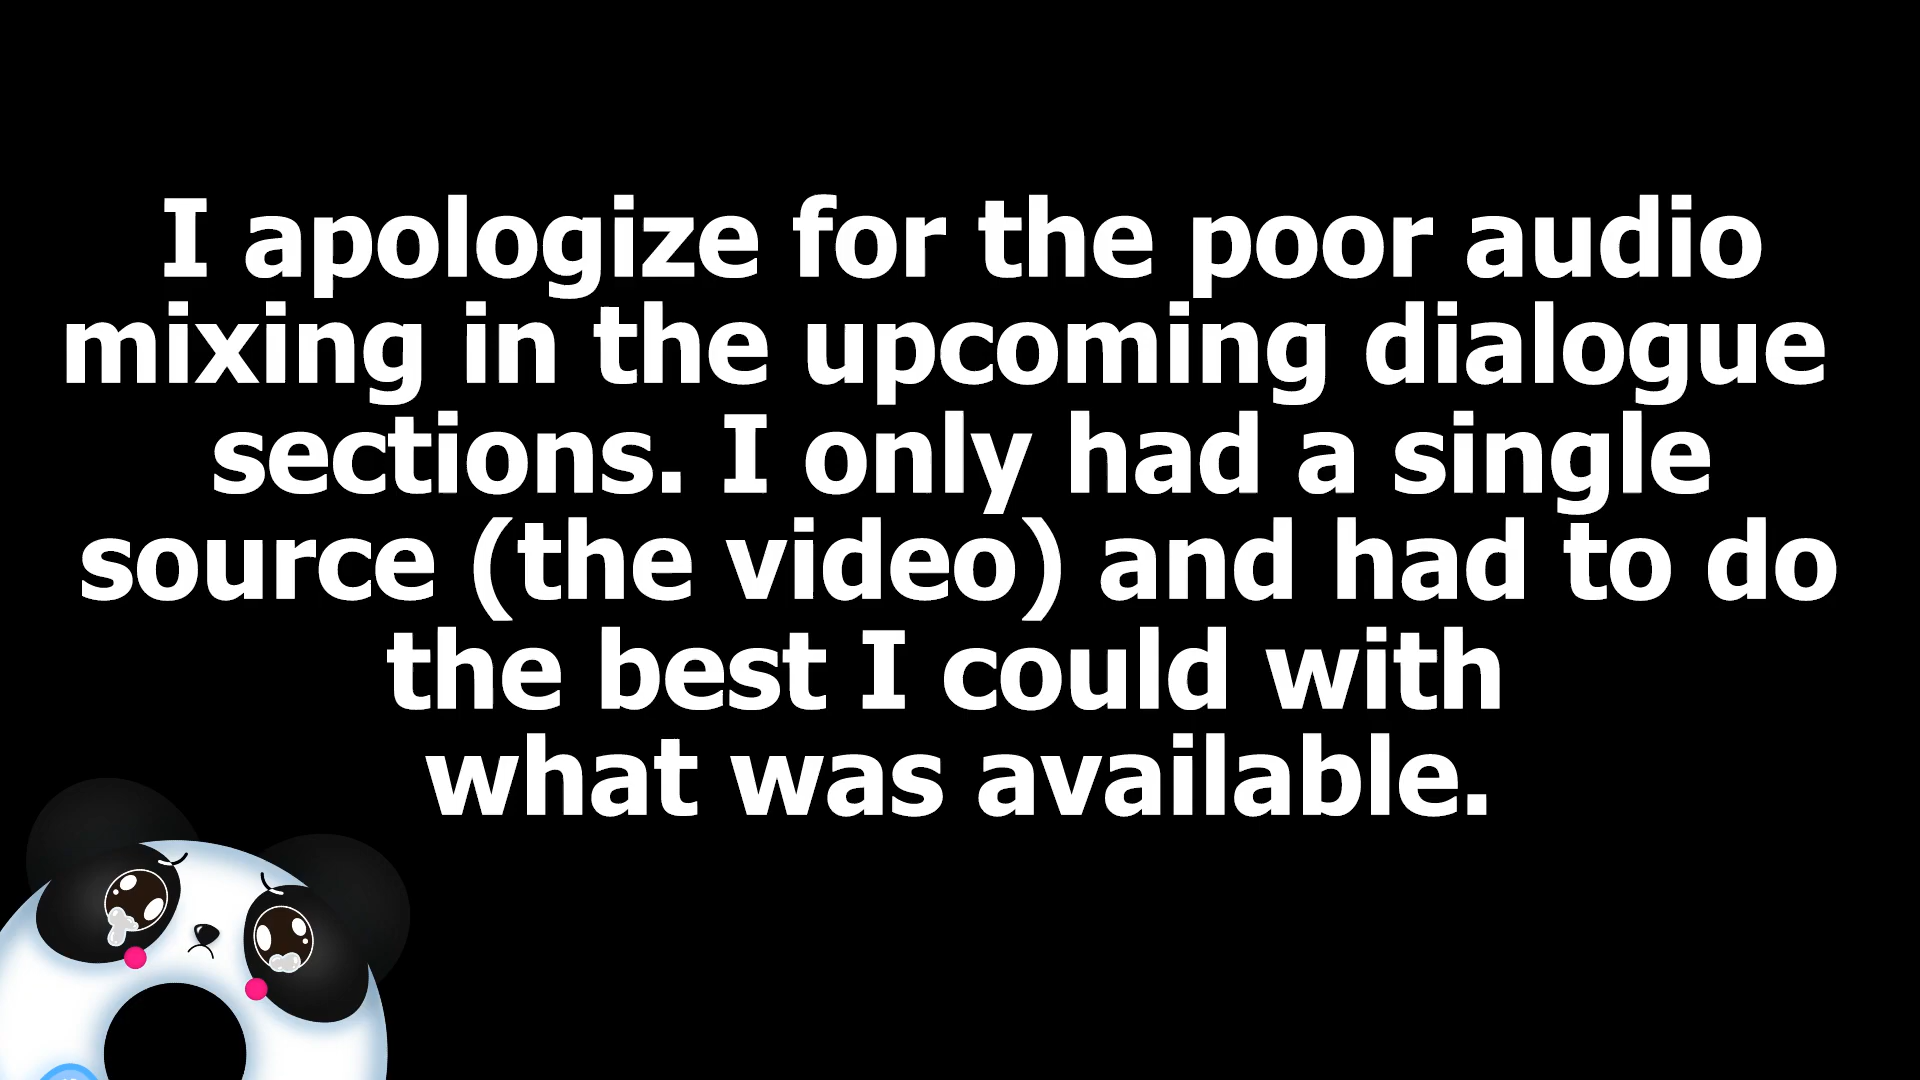 I apologize for the poor audio
mixing in the upcoming dialogue
sections. I only had a single
source (the video) and had to do
the best I could with
what was available.